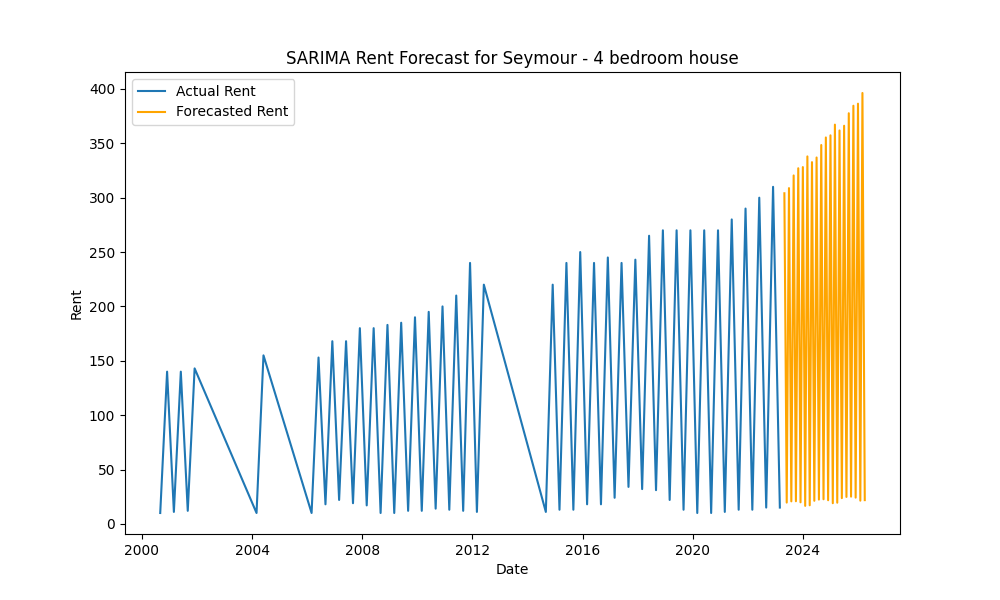 SARIMA Rent Forecast for Seymour - 4 bedroom house
Actual Rent
Forecasted Rent
400
350
300
250
200
150
100
50
0
Rent
2000 2004 2008 2012 2016 2020 2024
Date